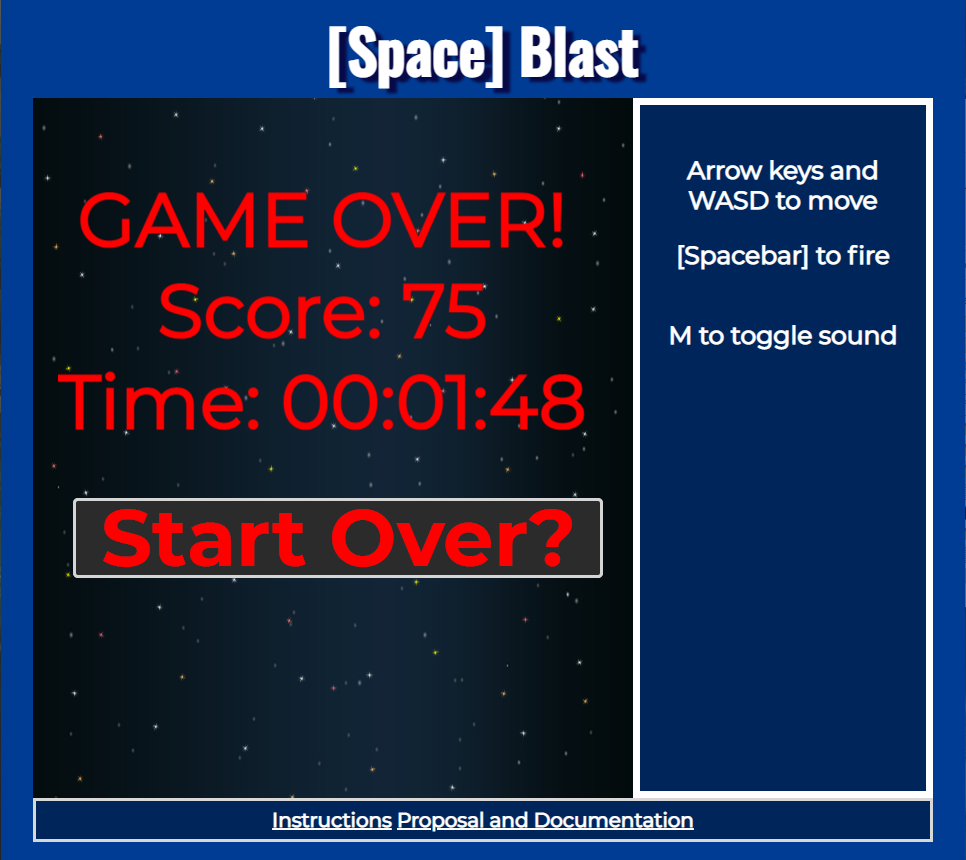 [Space] Blast
GAME OVER!
Score: 75
Time: 00:01:48
Start Over?
Arrow keys and
WASD to move
[Spacebar] to fire
M to toggle sound
Instructions Proposal and Documentation